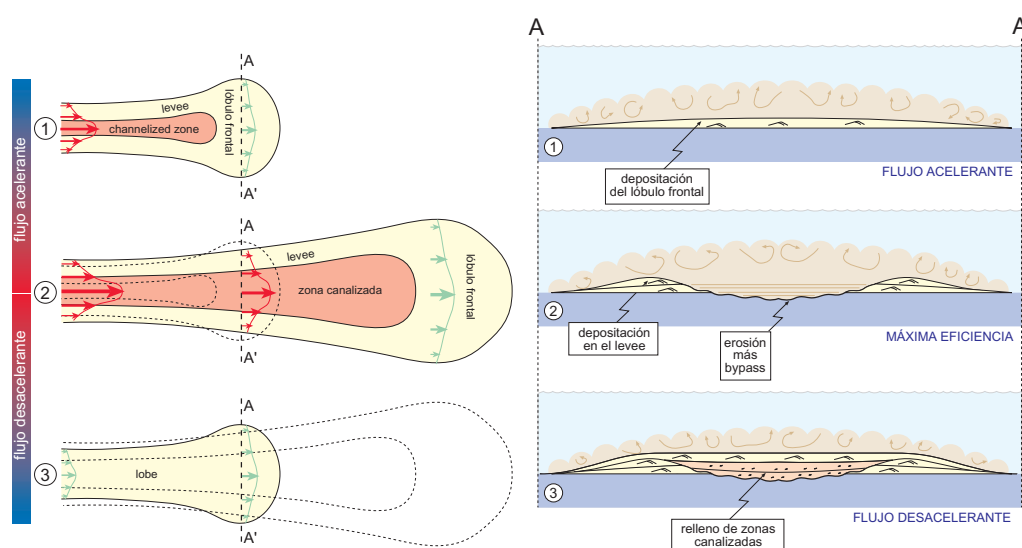 flujo acelerante
flujo desacelerante
1
levee
channelized zone
lóbulo frontal
A
A'
2
A
levee
zona canalizada
lóbulo frontal
A'
3
A
lobe
A'
A
A
1
depositación
del lóbulo frontal
FLUJO ACELERANTE
2
depositación
en el levee
erosión
más
bypass
MÁXIMA EFICIENCIA
3
relleno de zonas
canalizadas
FLUJO DESACELERANTE